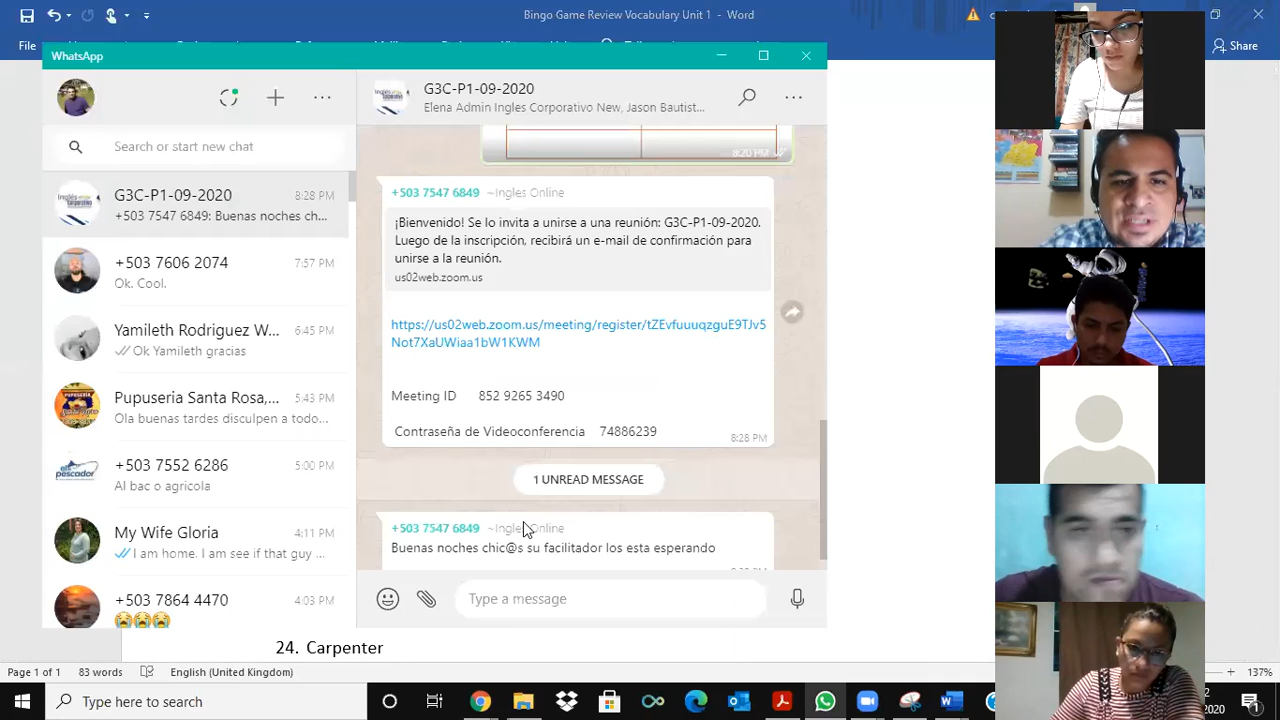 Bingo Game Review Vocabulary Unit 1 - Word
File
Share
WhatsApp
G3C-P1-09-2020
Elena Admin Ingles Corporativo New, Jason Bautist...
Search or start new chat
8:20 PM
G3C-P1-09-2020 8:28 PM
+503 7547 6849: Buenas noches ch...
+503 7606 2074 7:57 PM
Ok. Cool.
Yamileth Rodriguez W... 6:45 PM
Ok Yamileth gracias
Pupuseria Santa Rosa,... 5:43 PM
Ola buenas tardes disculpen a todo...
+503 7552 6286 5:00 PM
Al bac o agricola
My Wife Gloria 4:11 PM
I am home. I am see if that guy ...
+503 7864 4470 4:03 PM
+503 7547 6849 ~Ingles Online
¡Bienvenido! Se lo invita a unirse a una reunión: G3C-P1-09-2020.
Luego de la inscripción, recibirá un e-mail de confirmación para
unirse a la reunión.
us02web.zoom.us
https://us02web.zoom.us/meeting/register/tZEvfuuuqzguE9TJv5
Not7XaUWiaa1bW1KWM
Meeting ID 852 9265 3490
Contraseña de Videoconferencia 74886239
8:28 PM
1 UNREAD MESSAGE
+503 7547 6849 ~Ingles Online
Buenas noches chic@s su facilitador los esta esperando
Type a message
24. Carpenter
Page 1 of 1 83 words English (United Kingdom) 137%
Type here to search
2020